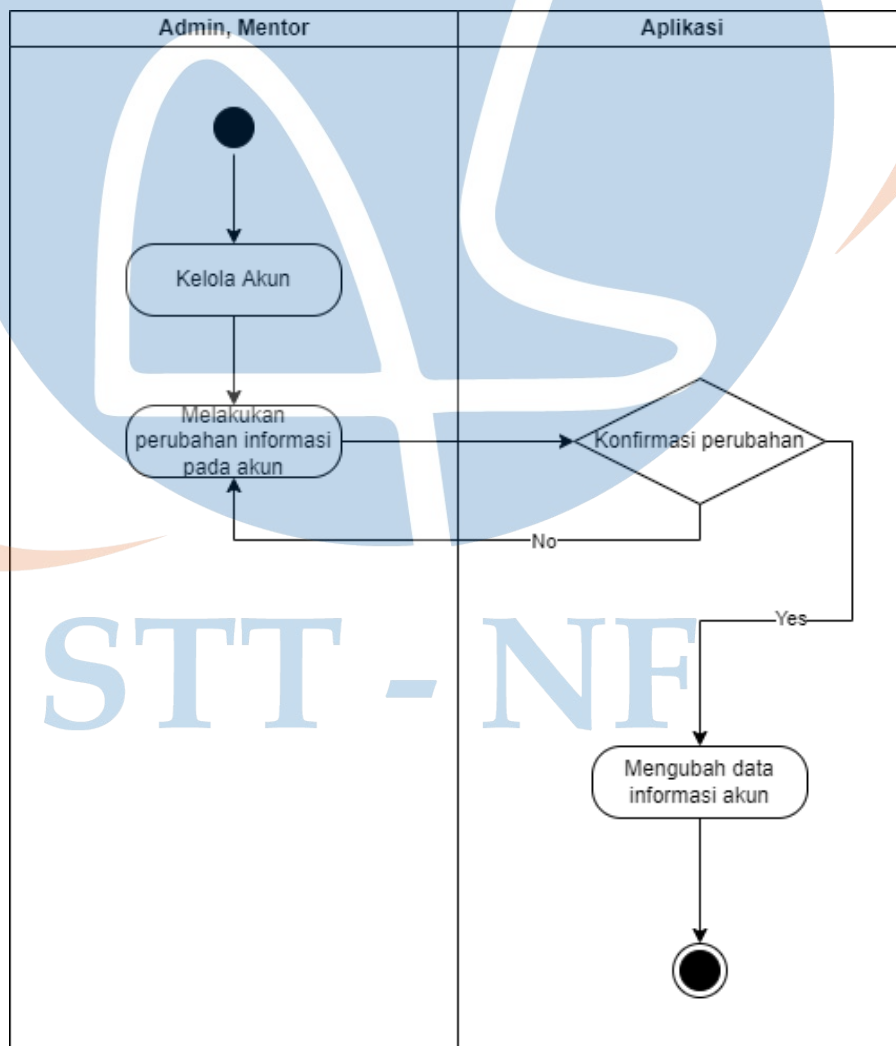 Admin, Mentor
Aplikasi
Kelola Akun
Melakukan
perubahan informasi
pada akun
Konfirmasi perubahan
No
Yes
STT - NF
Mengubah data
informasi akun